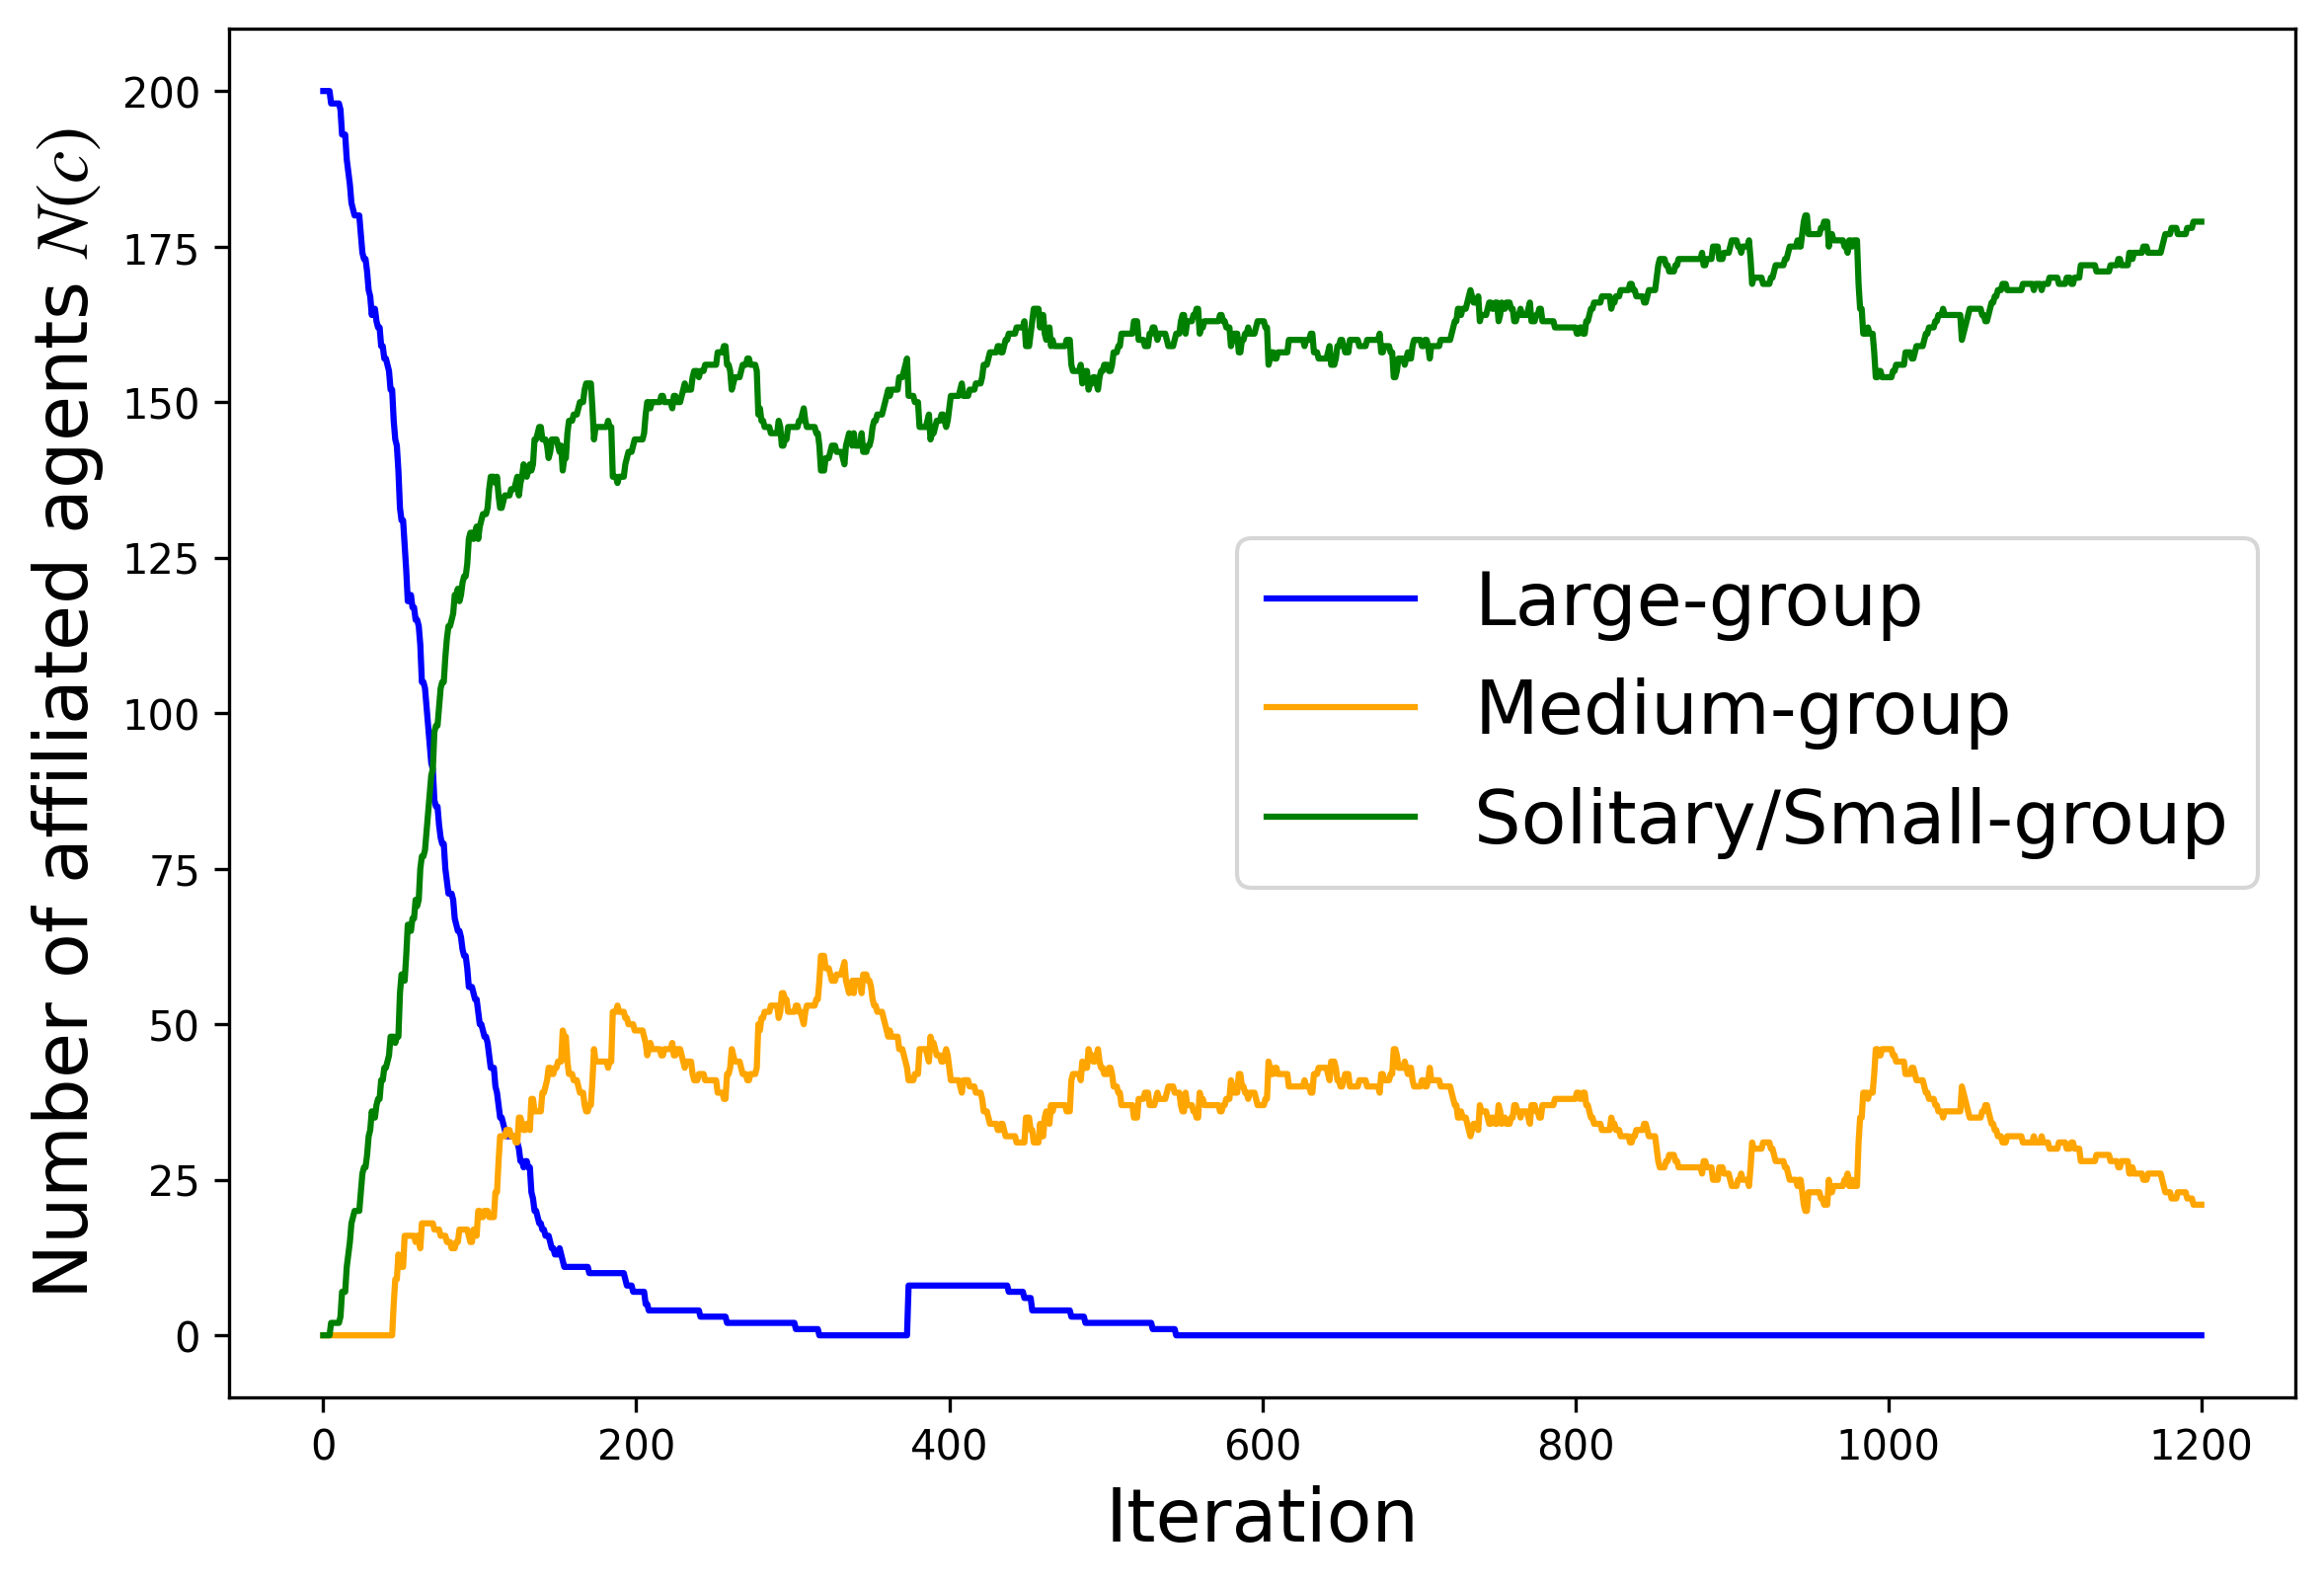 Number of affiliated agents N(c)
200
175
150
125
100
75
50
25
0
Large-group
Medium-group
Solitary/Small-group
0 200 400 600 800 1000 1200
Iteration